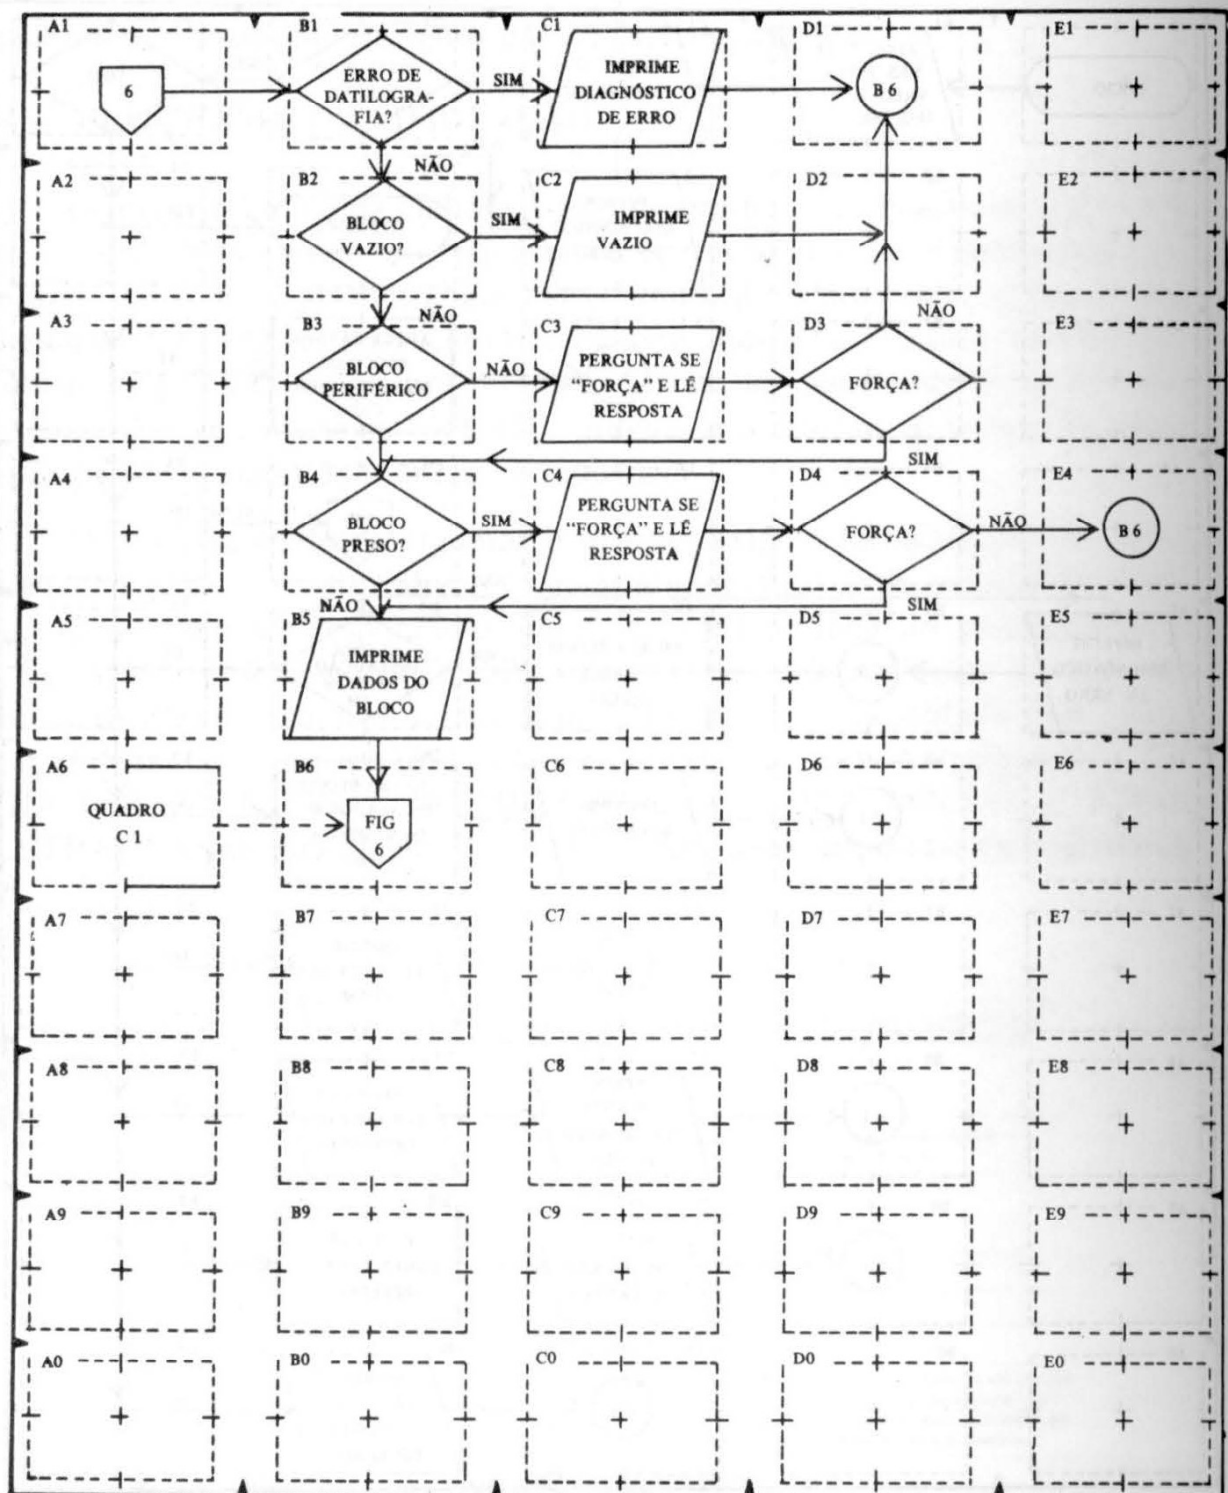 A1
B1
C1
D1
E1
6
ERRO DE
DATILOGRA-
FIA?
SIM
IMPRIME
DIAGNÓSTICO
DE ERRO
B 6
NÃO
A2
B2
C2
D2
E2
BLOCO
VAZIO?
SIM
IMPRIME
VAZIO
NÃO
NÃO
A3
B3
C3
D3
E3
BLOCO
PERIFÉRICO
NÃO
PERGUNTA SE
"FORÇA" E LÊ
RESPOSTA
FORÇA?
SIM
A4
B4
C4
D4
E4
BLOCO
PRESO?
SIM
PERGUNTA SE
"FORÇA" E LÊ
RESPOSTA
FORÇA?
NÃO
B 6
NÃO
SIM
A5
B5
C5
D5
E5
IMPRIME
DADOS DO
BLOCO
A6
B6
C6
D6
E6
QUADRO
C 1
FIG
6
A7
B7
C7
D7
E7
A8
B8
C8
D8
E8
A9
B9
C9
D9
E9
A0
B0
C0
D0
E0